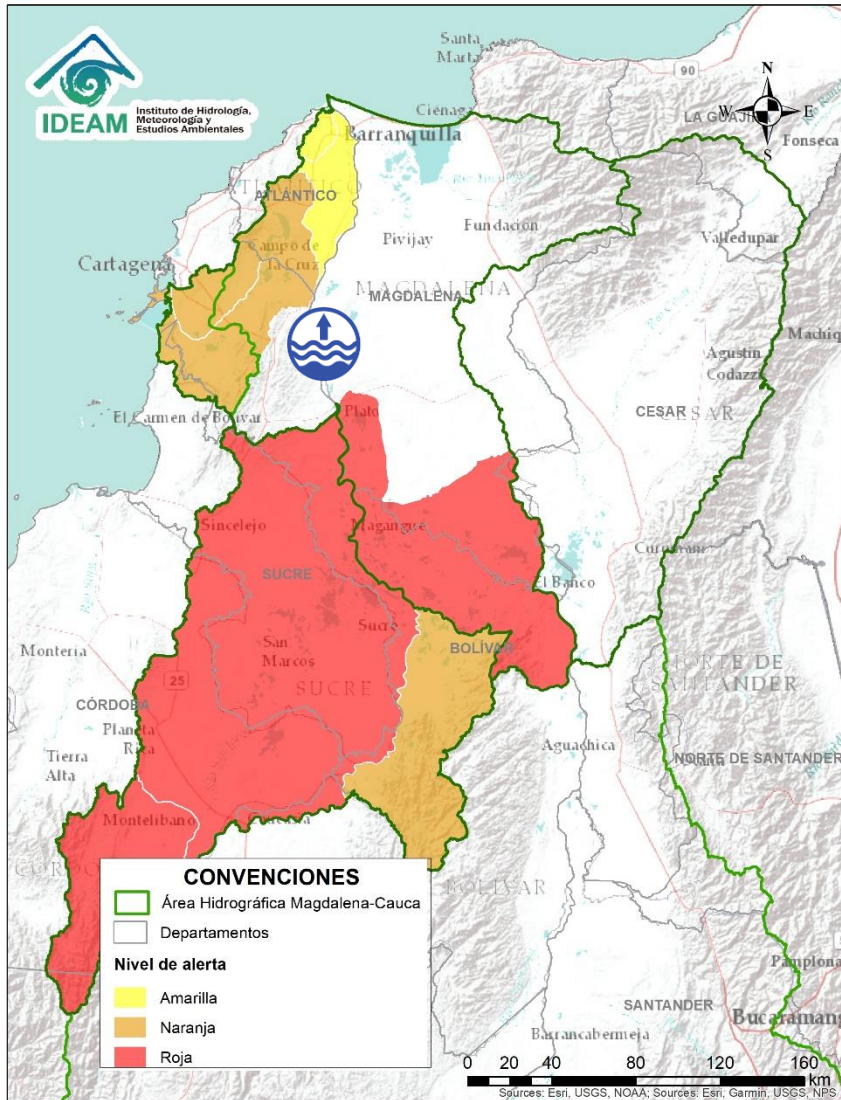 IDEAM
Instituto de Hidrología,
Meteorología y
Estudios Ambientales
Santa
Marta
90
N
W E
S
LA GUAJI
Fonseca
Ciénaga
Barranquilla
ATLÁNTICO
Fundación
Pivijay
Valledupar
Campo de
la Cruz
Cartagena
MAGDALENA
MAGDALENA
Machiq
Agustín
Codazzi
CESAR
CESAR
El Carmen de Bolívar
Plato
Sincelejo
Magangué
El Banco
SUCRE
Sucre
BOLÍVAR
Montería
San
Marcos
25
SUCRE
NORTE DE
SANTANDER
CÓRDOBA
Planeta
Rica
Tierra
Alta
Aguachica
NORTE DE SANTANDER
Montelíbano
BOLÍVAR
CONVENCIONES
Área Hidrográfica Magdalena-Cauca
Departamentos
Nivel de alerta
Amarilla
Naranja
Roja
Pamplona
SANTANDER
Bucaramang
Barrancabermeja
0 20 40 80 120 160
km
Sources: Esri, USGS, NOAA; Sources: Esri, Garmin, USGS, NPS